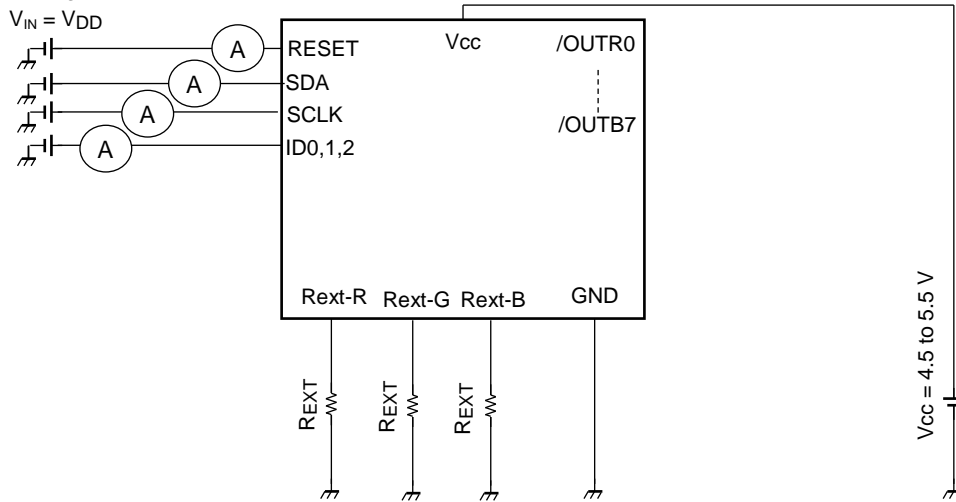 VIN = VDD
A
RESET
A
SDA
A
SCLK
A
ID0,1,2
Vcc
/OUTR0
/OUTB7
Rext-R
Rext-G
Rext-B
GND
REXT
REXT
REXT
Vcc = 4.5 to 5.5 V